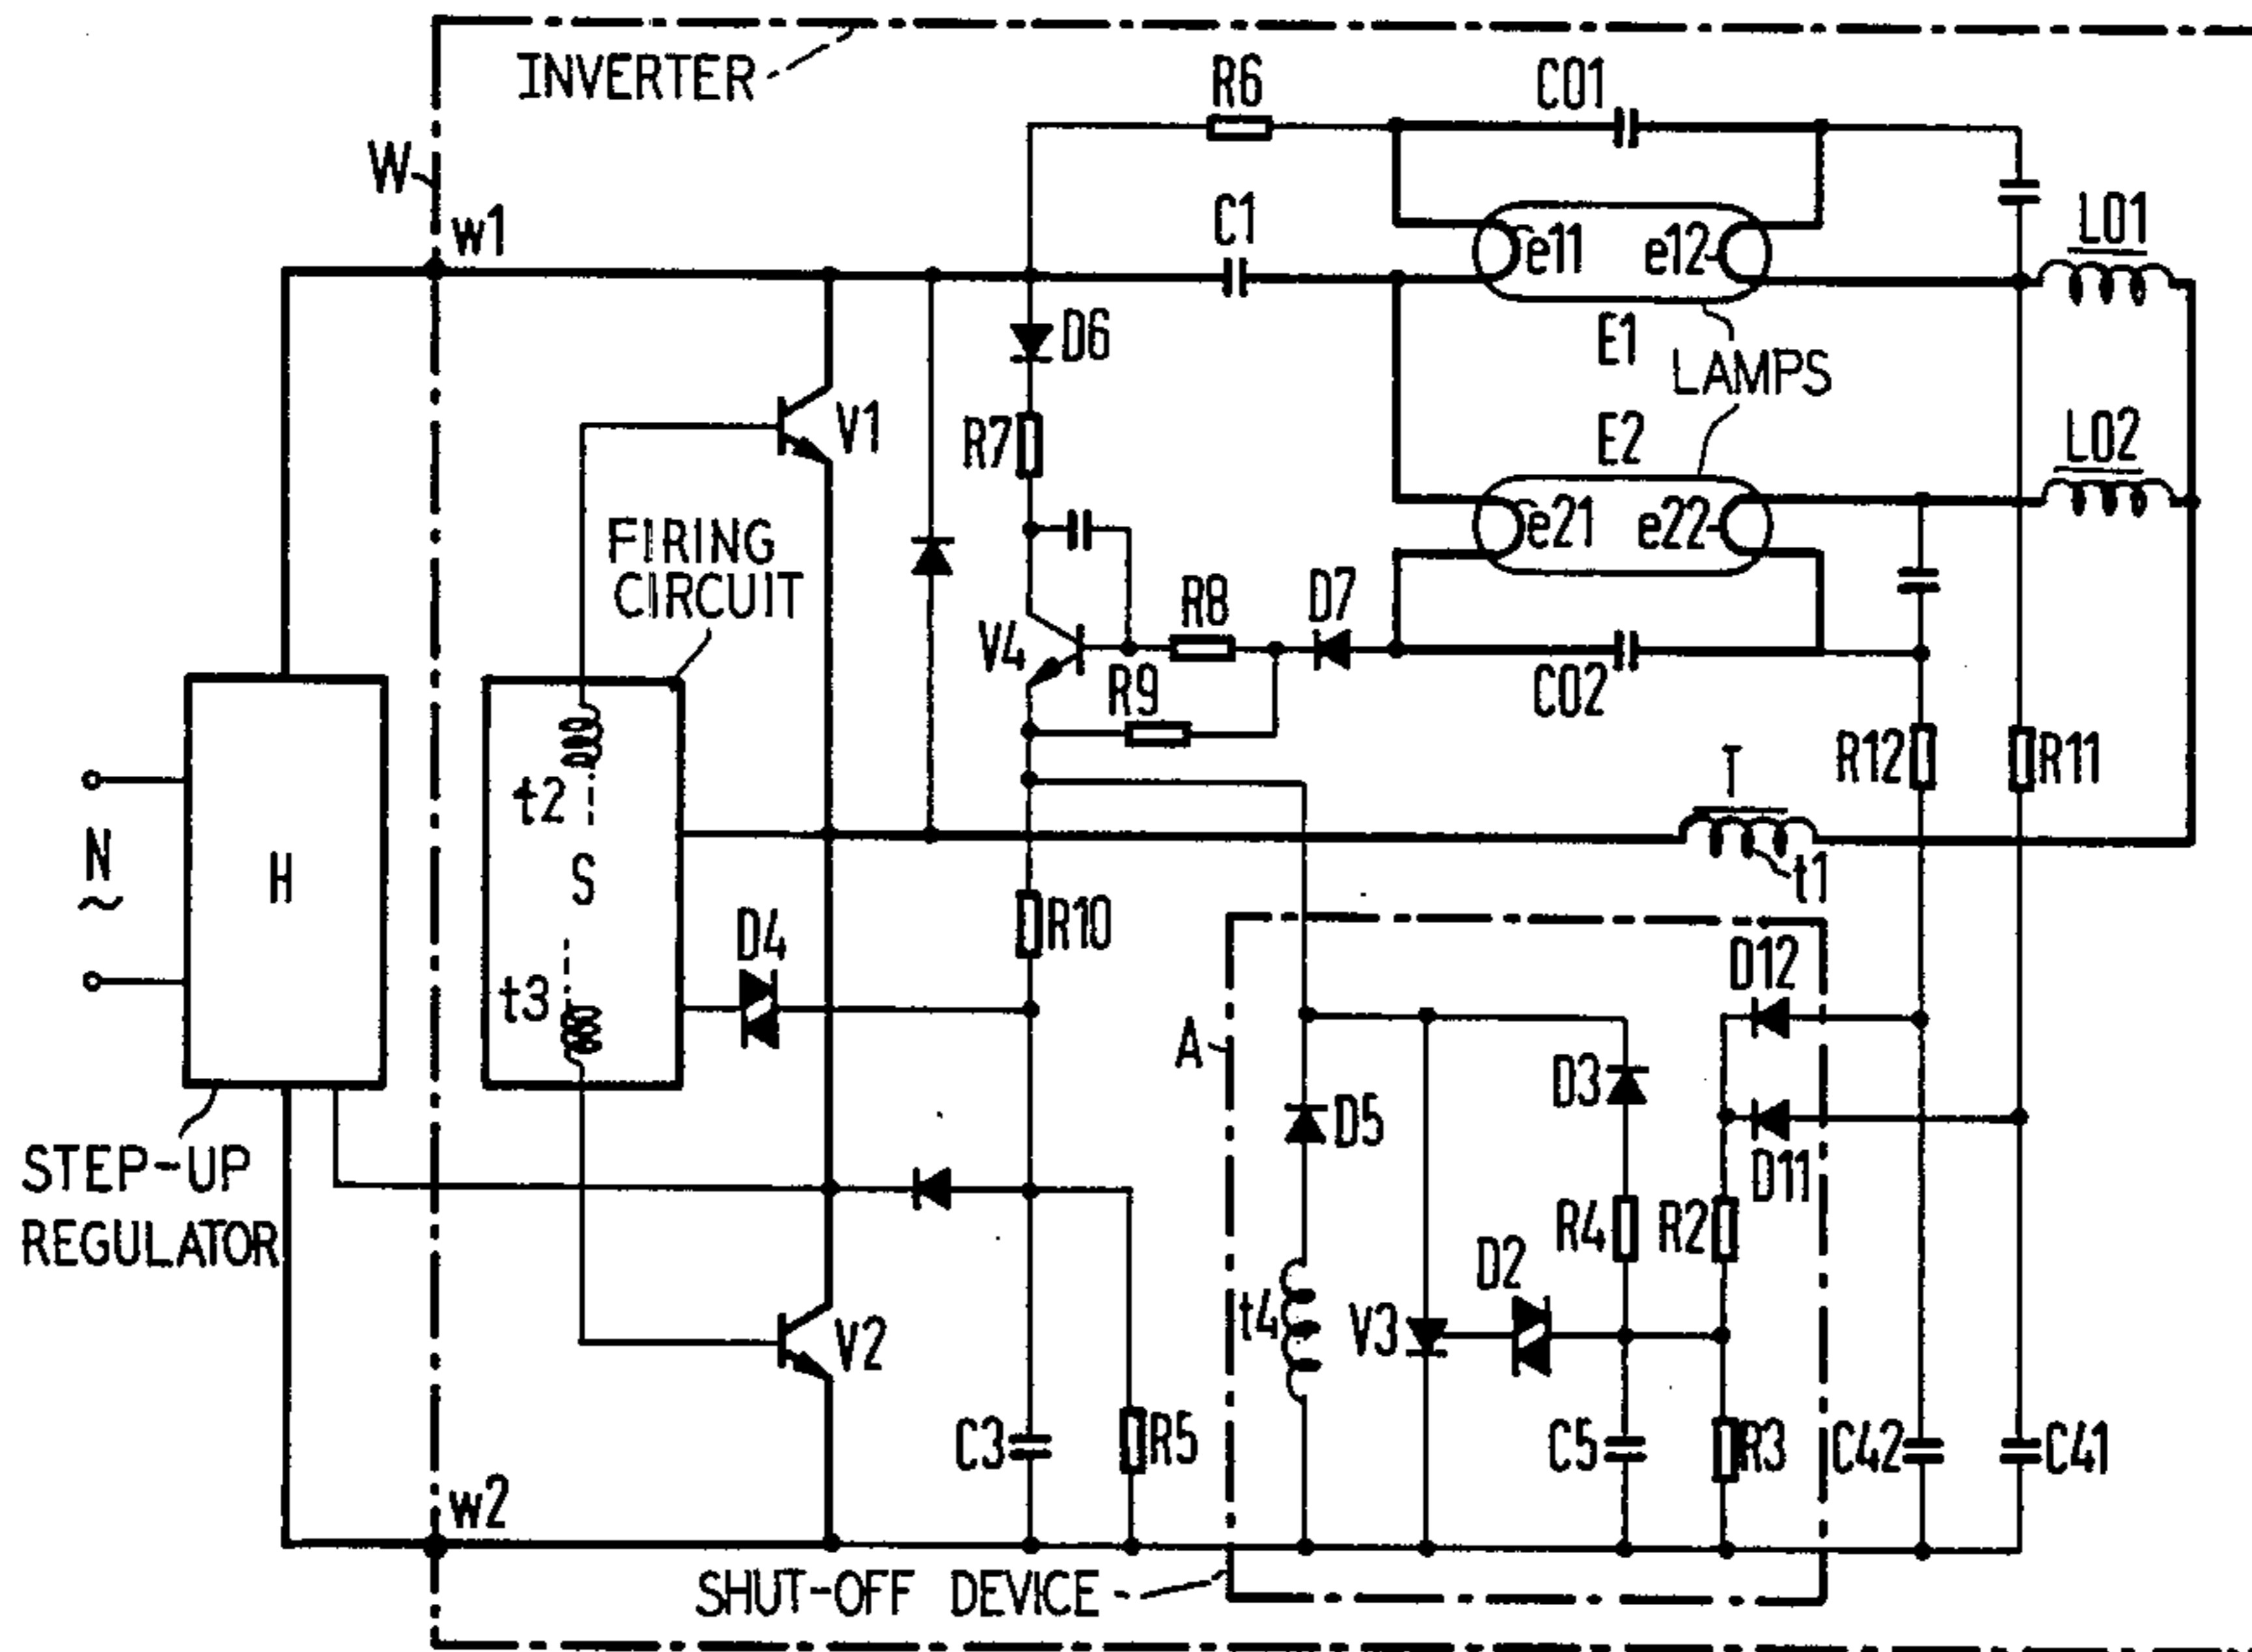 INVERTER
R6
C01
W
w1
C1
e11
e12
L01
D6
E1
LAMPS
V1
R7
E2
L02
FIRING
CIRCUIT
e21
e22
R8
D7
V4
R9
C02
R12
R11
T
t2
N
~
H
S
t1
R10
D4
D12
t3
A
D3
D5
D11
STEP-UP
REGULATOR
R4
R2
D2
t4
V3
V2
C3
R5
C5
R3
C42
C41
w2
SHUT-OFF DEVICE